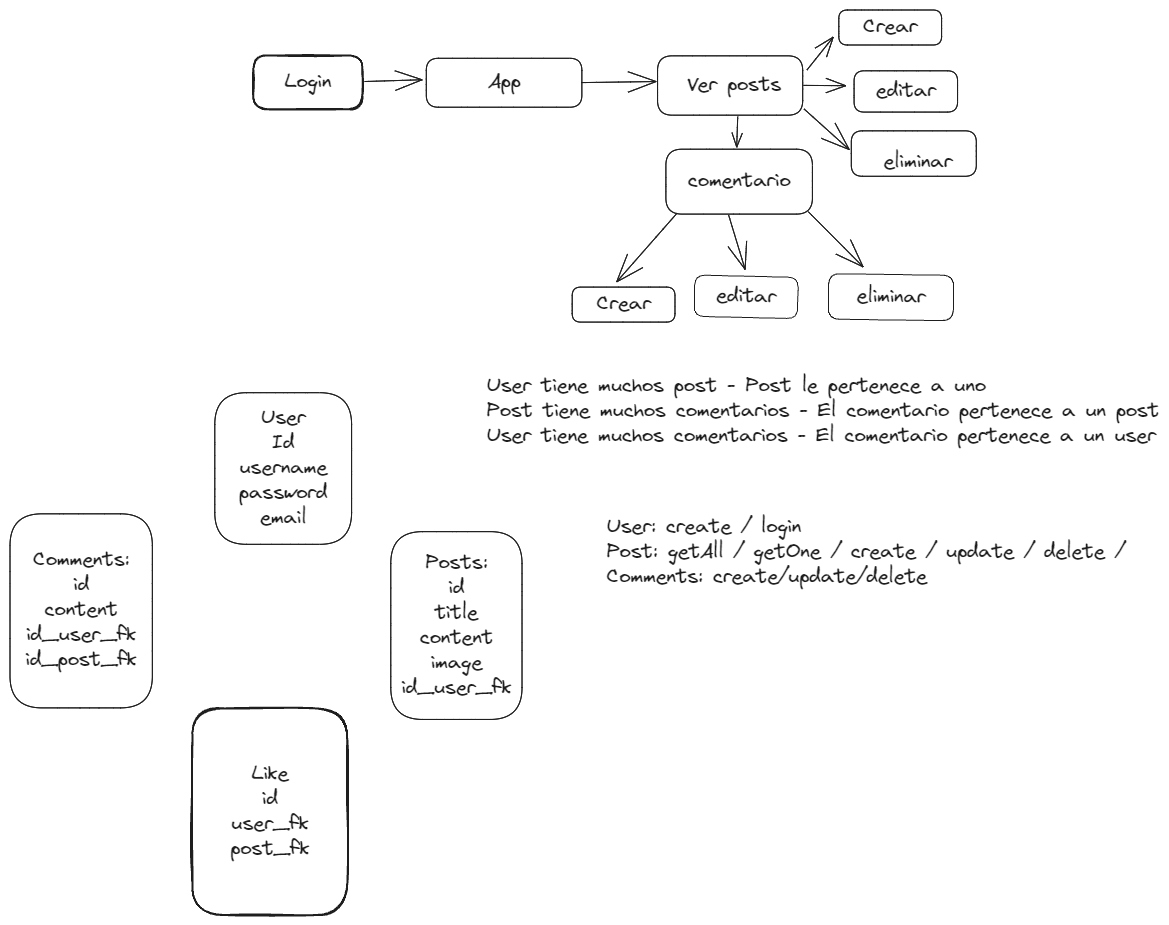 Login
App
Ver posts
Crear
editar
eliminar
comentario
Crear
editar
eliminar
User tiene muchos post - Post le pertenece a uno
Post tiene muchos comentarios - El comentario pertenece a un post
User tiene muchos comentarios - El comentario pertenece a un user
User
Id
username
password
email
Comments:
id
content
id_user_fk
id_post_fk
Posts:
id
title
content
image
id_user_fk
User: create / login
Post: getAll / getOne / create / update / delete /
Comments: create/update/delete
Like
id
user_fk
post_fk